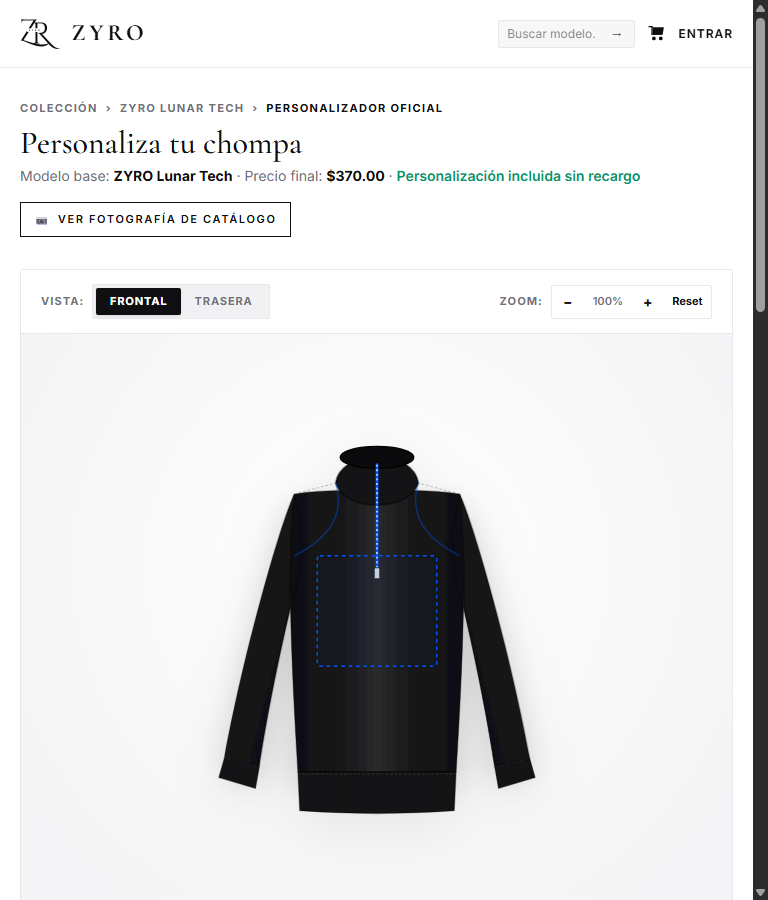 ZR ZYRO
Buscar modelo. → ENTRAR
COLECCIÓN › ZYRO LUNAR TECH › PERSONALIZADOR OFICIAL
Personaliza tu chompa
Modelo base: ZYRO Lunar Tech · Precio final: $370.00 · Personalización incluida sin recargo
VER FOTOGRAFÍA DE CATÁLOGO
VISTA: FRONTAL TRASERA ZOOM: − 100% + Reset